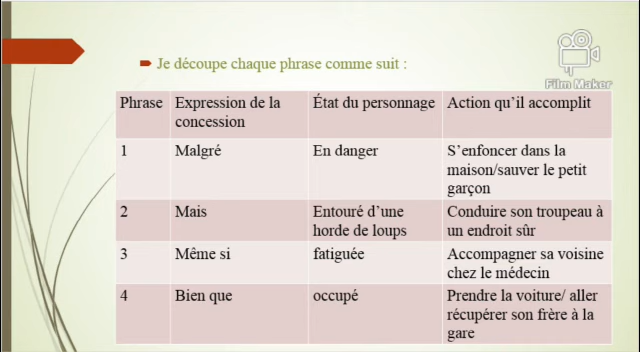 Je découpe chaque phrase comme suit :
Film Maker
Phrase Expression de la concession État du personnage Action qu’il accomplit
1 Malgré En danger S’enfoncer dans la maison/sauver le petit garçon
2 Mais Entouré d’une horde de loups Conduire son troupeau à un endroit sûr
3 Même si fatiguée Accompagner sa voisine chez le médecin
4 Bien que occupé Prendre la voiture/ aller récupérer son frère à la gare